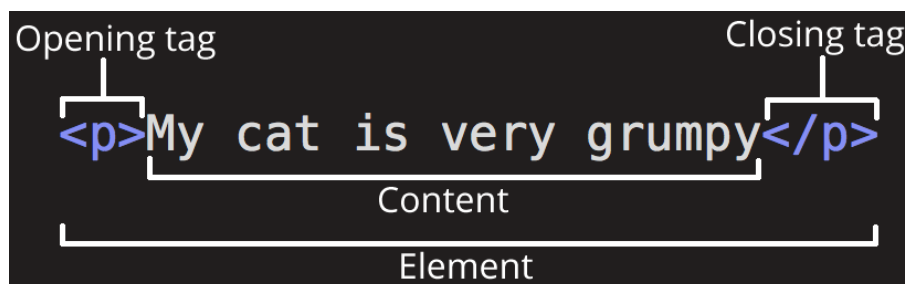 Opening tag Closing tag
<p>My cat is very grumpy</p>
Content
Element